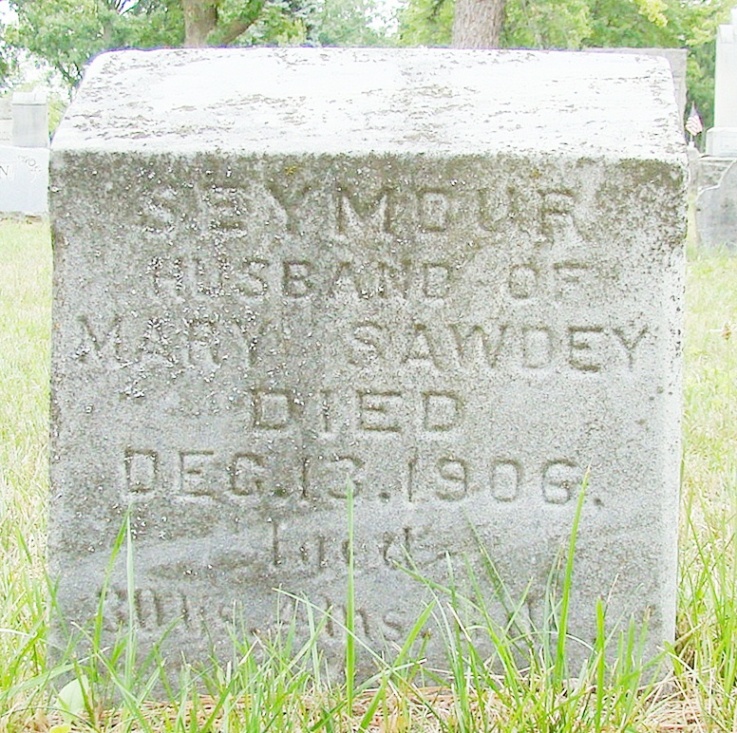 SEYMOUR
HUSBAND OF
MARY SAWDEY
DIED
DEC. 13. 1906.